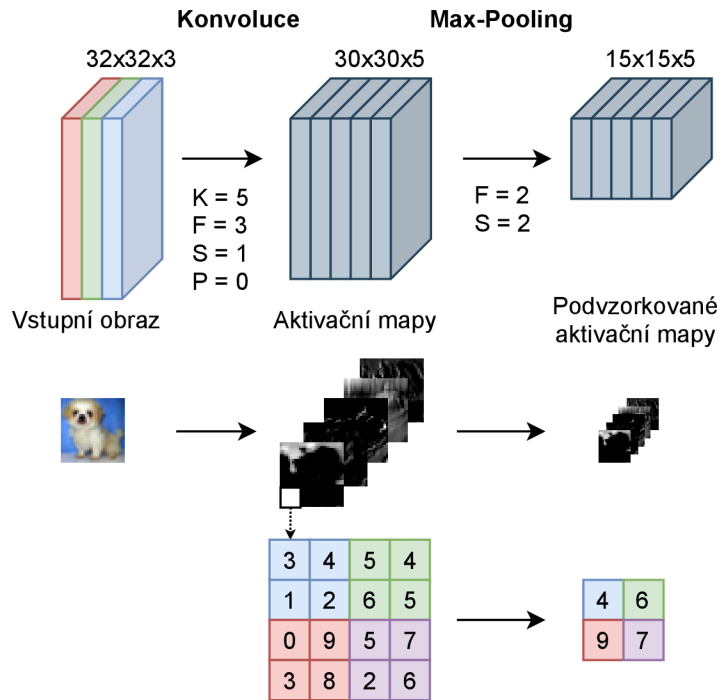 Konvoluce
Max-Pooling
32x32x3
30x30x5
15x15x5
K = 5
F = 3
S = 1
P = 0
F = 2
S = 2
Vstupní obraz
Aktivační mapy
Podvzorkované
aktivační mapy
3 4 5 4
1 2 6 5
0 9 5 7
3 8 2 6
4 6
9 7